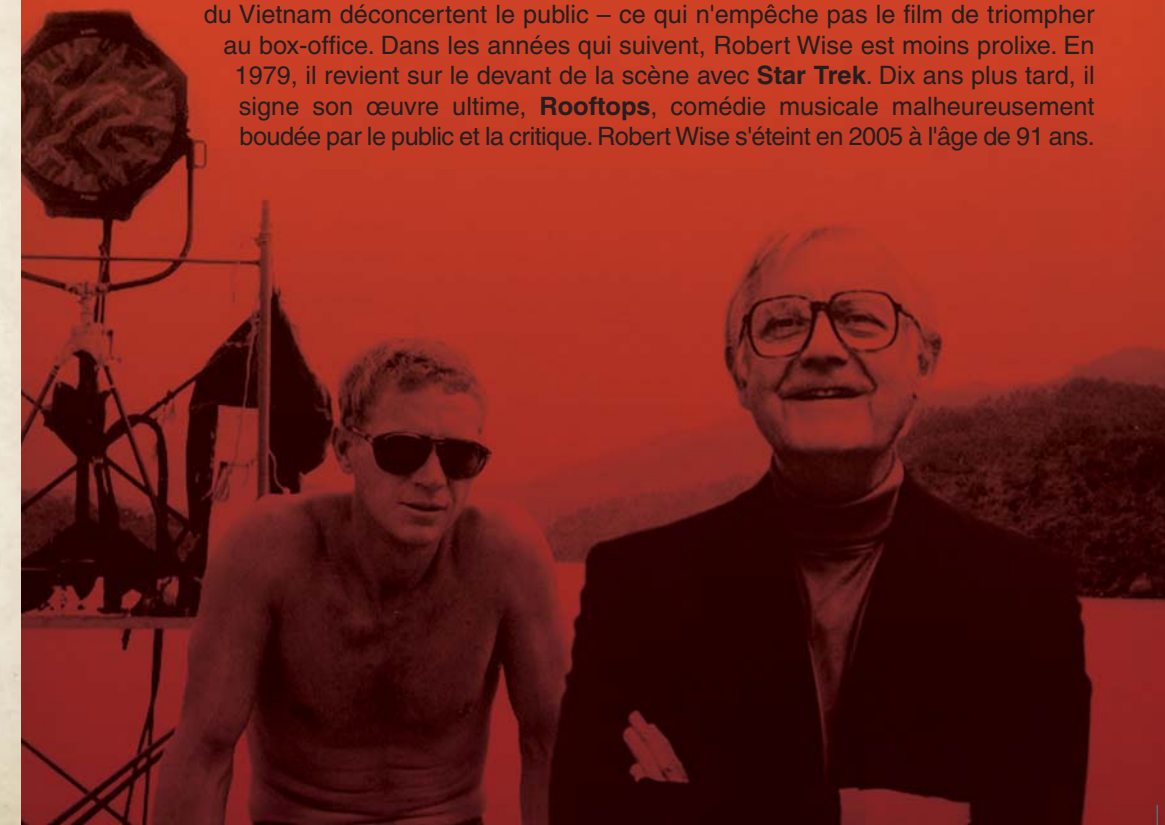 du Vietnam déconcertent le public – ce qui n'empêche pas le film de triompher
au box-office. Dans les années qui suivent, Robert Wise est moins prolixe. En
1979, il revient sur le devant de la scène avec Star Trek. Dix ans plus tard, il
signe son œuvre ultime, Rooftops, comédie musicale malheureusement
boudée par le public et la critique. Robert Wise s'éteint en 2005 à l'âge de 91 ans.